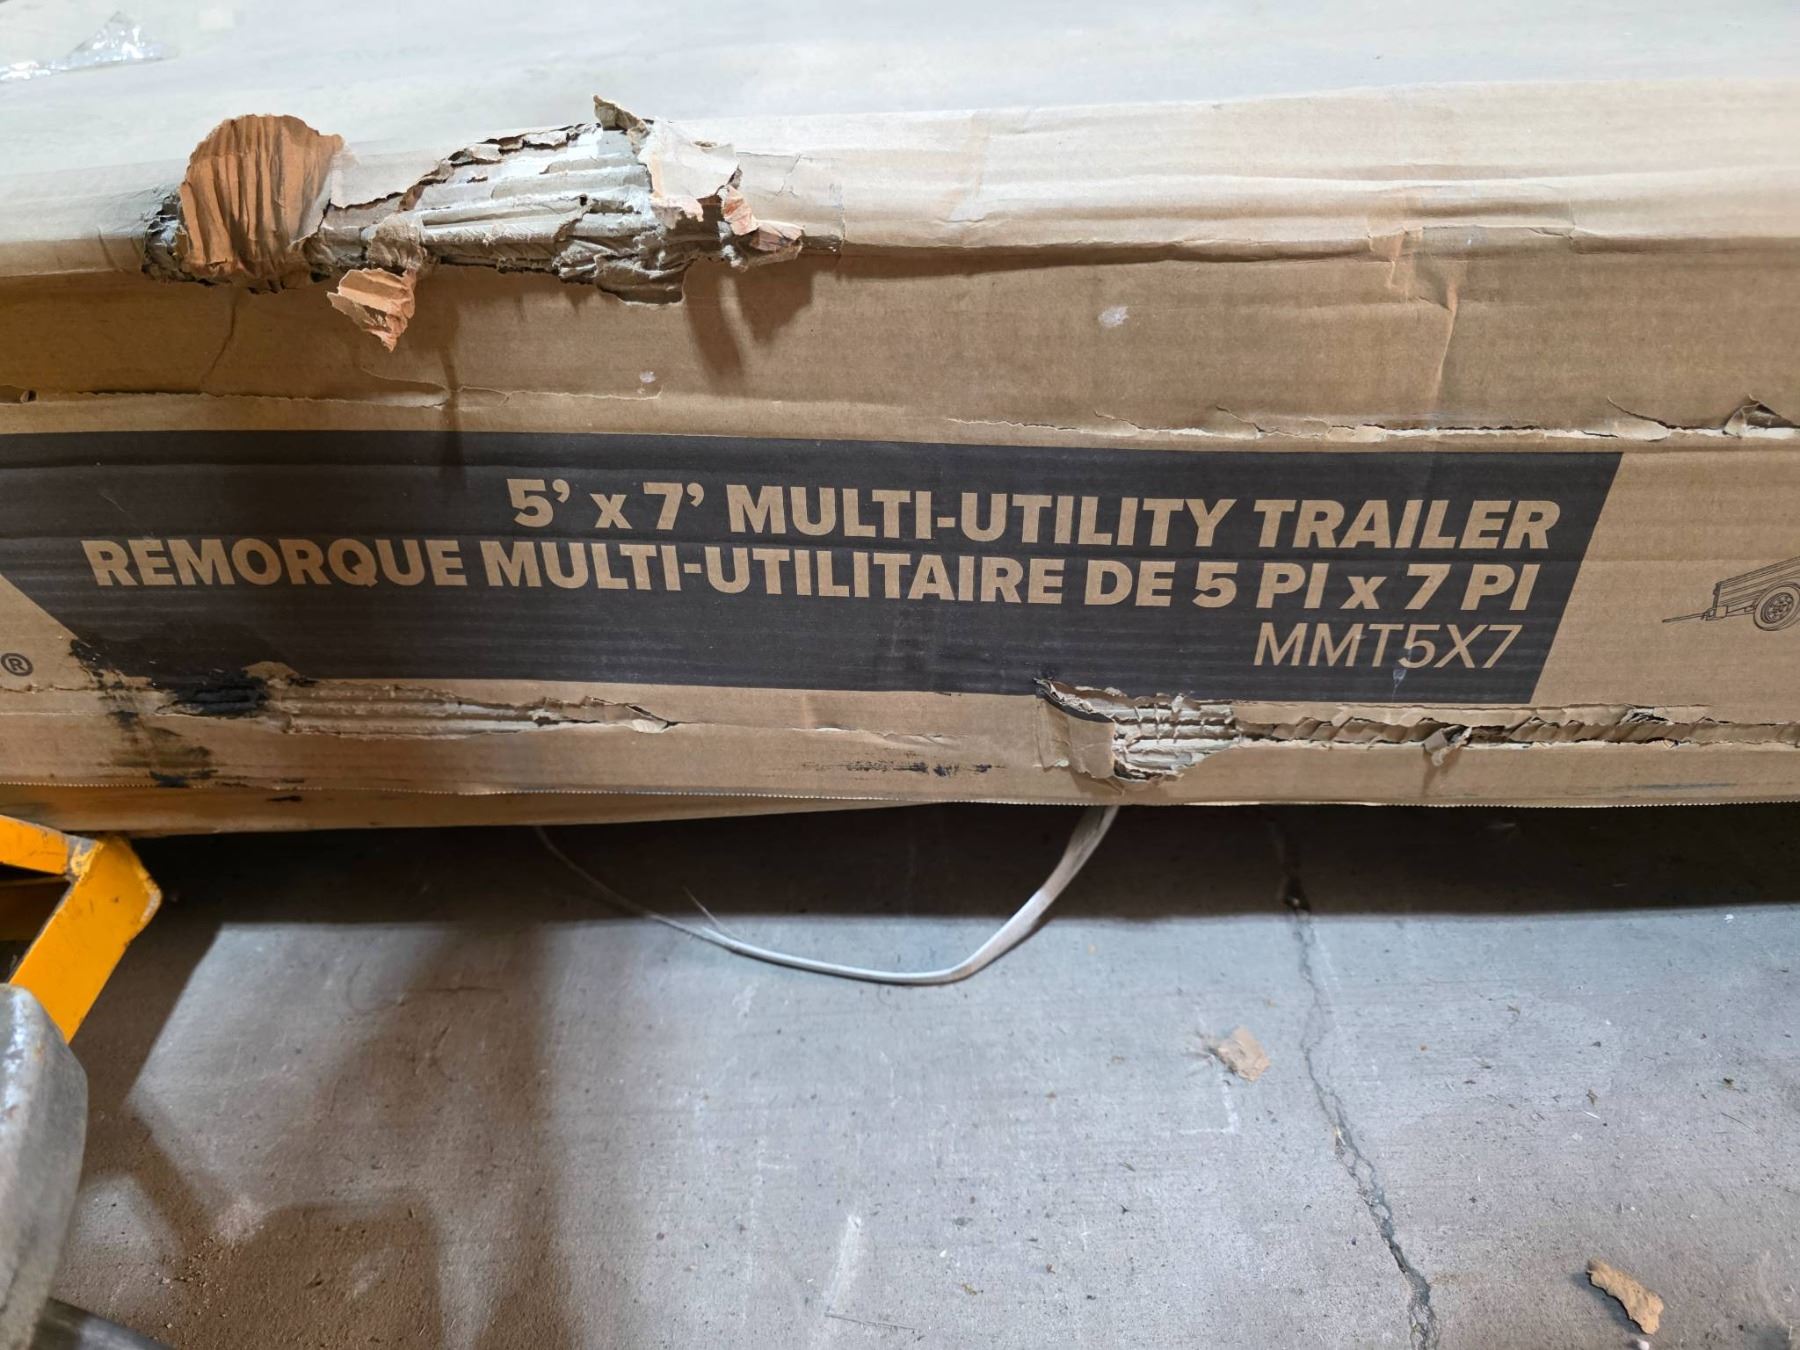 5' x 7' MULTI-UTILITY TRAILER
REMORQUE MULTI-UTILITAIRE DE 5 PI x 7 PI
MMT5X7
®